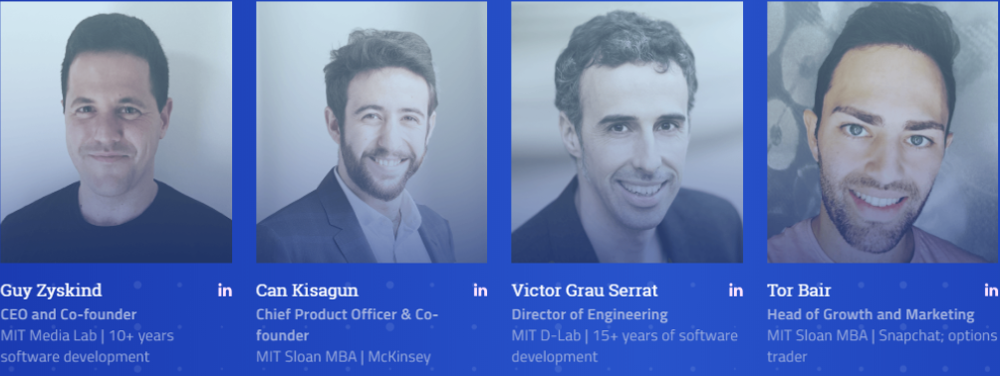 Guy Zyskind
in
CEO and Co-founder
MIT Media Lab | 10+ years
software development
Can Kisagun
in
Chief Product Officer & Co-
founder
MIT Sloan MBA | McKinsey
Victor Grau Serrat
in
Director of Engineering
MIT D-Lab | 15+ years of software
development
Tor Bair
in
Head of Growth and Marketing
MIT Sloan MBA | Snapchat; options
trader